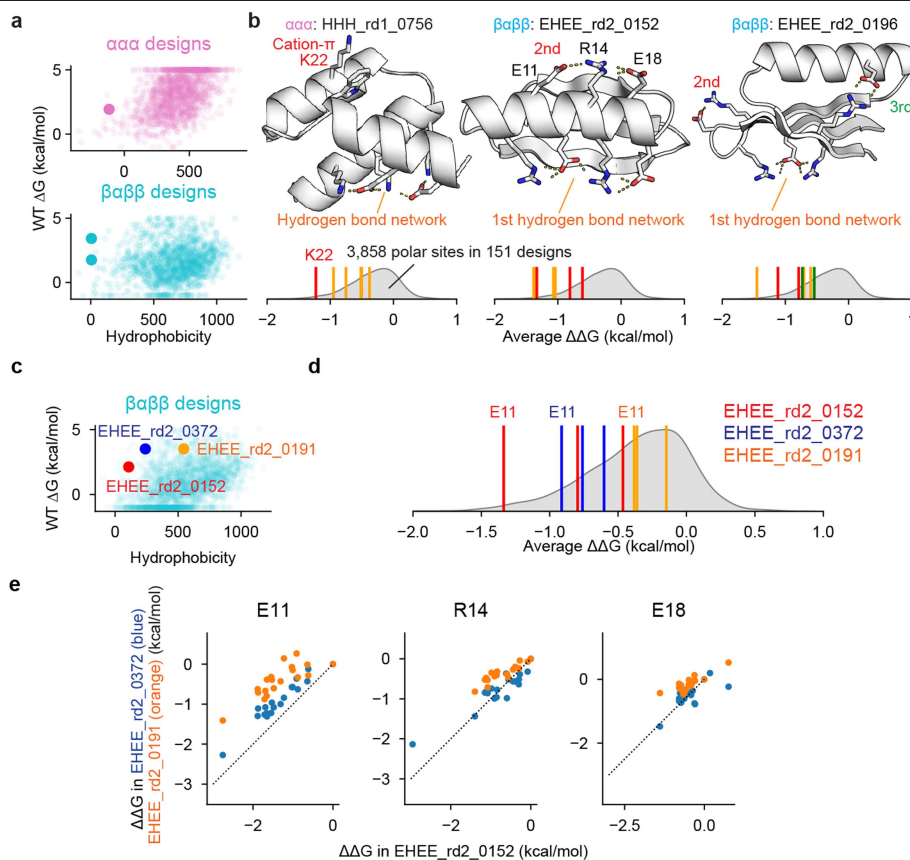 a
ααα designs
5
0
0
500
βαββ designs
5
0
0
500
1000
WT ΔG (kcal/mol)
Hydrophobicity
b
ααα: HHH_rd1_0756
Cation-π
K22
Hydrogen bond network
βαββ: EHEE_rd2_0152
2nd
R14
E11
E18
1st hydrogen bond network
βαββ: EHEE_rd2_0196
2nd
3rd
1st hydrogen bond network
K22
3,858 polar sites in 151 designs
−2
−1
0
1
−2
−1
0
1
−2
−1
0
1
Average ΔΔG (kcal/mol)
c
βαββ designs
5
EHEE_rd2_0372
EHEE_rd2_0191
EHEE_rd2_0152
0
0
500
1000
WT ΔG (kcal/mol)
Hydrophobicity
d
E11
E11
E11
EHEE_rd2_0152
EHEE_rd2_0372
EHEE_rd2_0191
−2.0
−1.5
−1.0
−0.5
0.0
0.5
1.0
Average ΔΔG (kcal/mol)
e
ΔΔG in EHEE_rd2_0372 (blue)
EHEE_rd2_0191 (orange) (kcal/mol)
E11
0
−1
−2
−3
−2
0
R14
0
−1
−2
−3
−2
0
E18
0
−2
−2.5
0.0
ΔΔG in EHEE_rd2_0152 (kcal/mol)